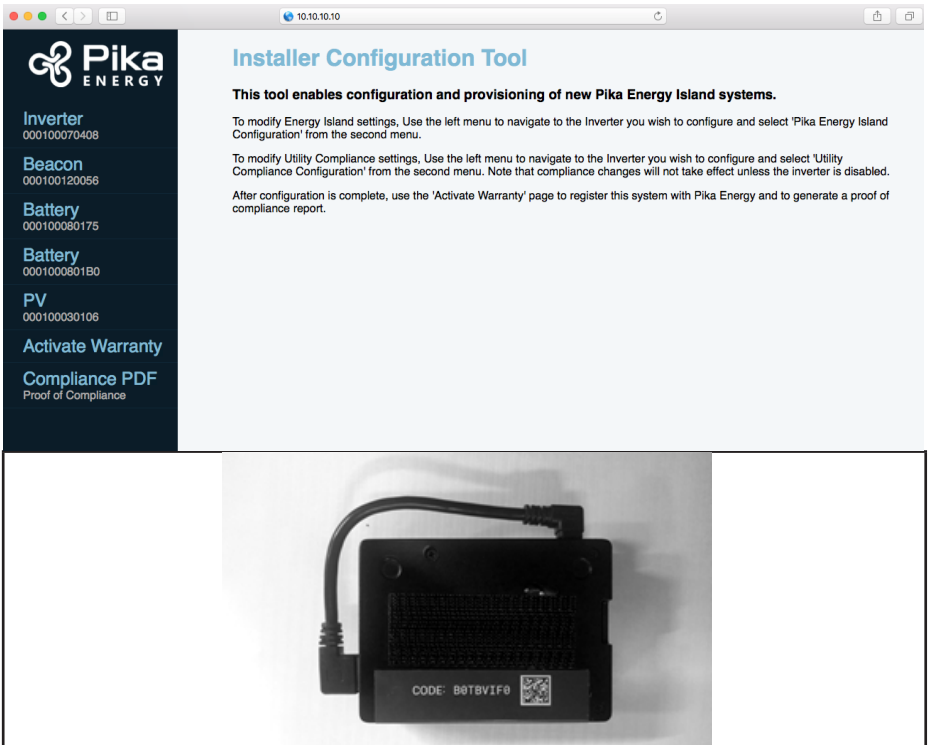 10.10.10.10
Pika
ENERGY
Inverter
000100070408
Beacon
000100120056
Battery
000100080175
Battery
0001000801B0
PV
000100030106
Activate Warranty
Compliance PDF
Proof of Compliance
Installer Configuration Tool
This tool enables configuration and provisioning of new Pika Energy Island systems.
To modify Energy Island settings, Use the left menu to navigate to the Inverter you wish to configure and select 'Pika Energy Island
Configuration' from the second menu.
To modify Utility Compliance settings, Use the left menu to navigate to the Inverter you wish to configure and select 'Utility
Compliance Configuration' from the second menu. Note that compliance changes will not take effect unless the inverter is disabled.
After configuration is complete, use the 'Activate Warranty' page to register this system with Pika Energy and to generate a proof of
compliance report.
CODE: B0TBVIF0